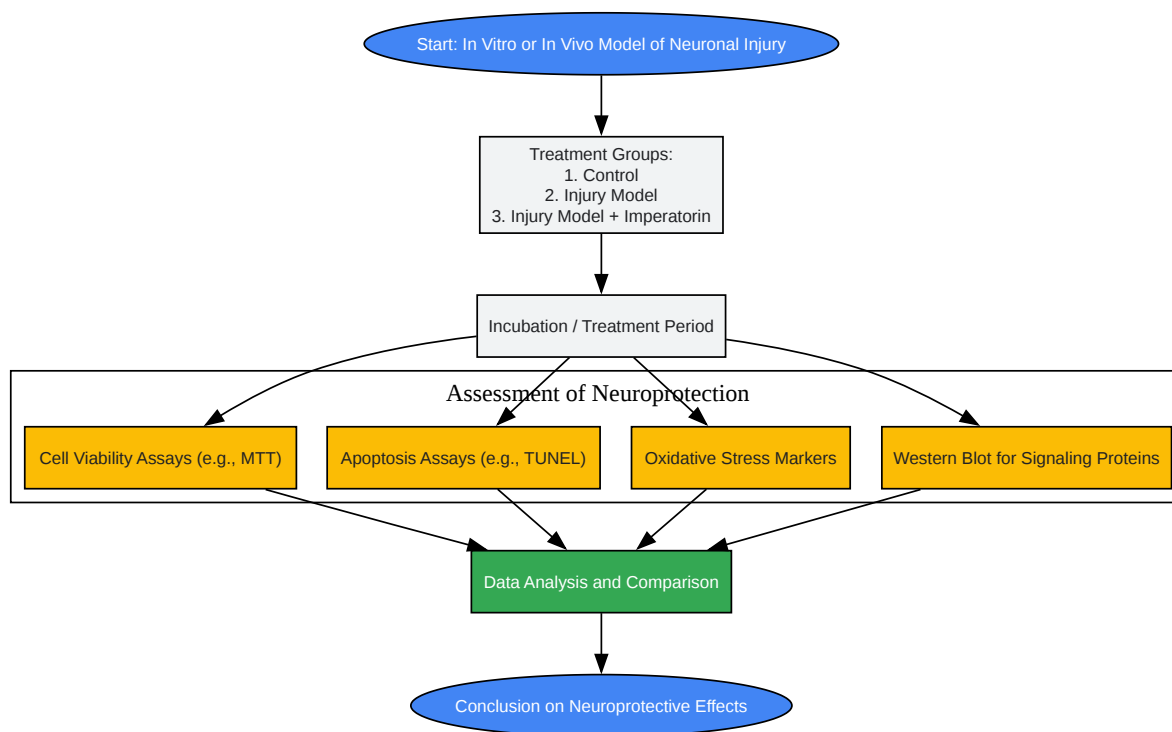 Start: In Vitro or In Vivo Model of Neuronal Injury
Treatment Groups:
1. Control
2. Injury Model
3. Injury Model + Imperatorin
Incubation / Treatment Period
Assessment of Neuroprotection
Cell Viability Assays (e.g., MTT)
Apoptosis Assays (e.g., TUNEL)
Oxidative Stress Markers
Western Blot for Signaling Proteins
Data Analysis and Comparison
Conclusion on Neuroprotective Effects